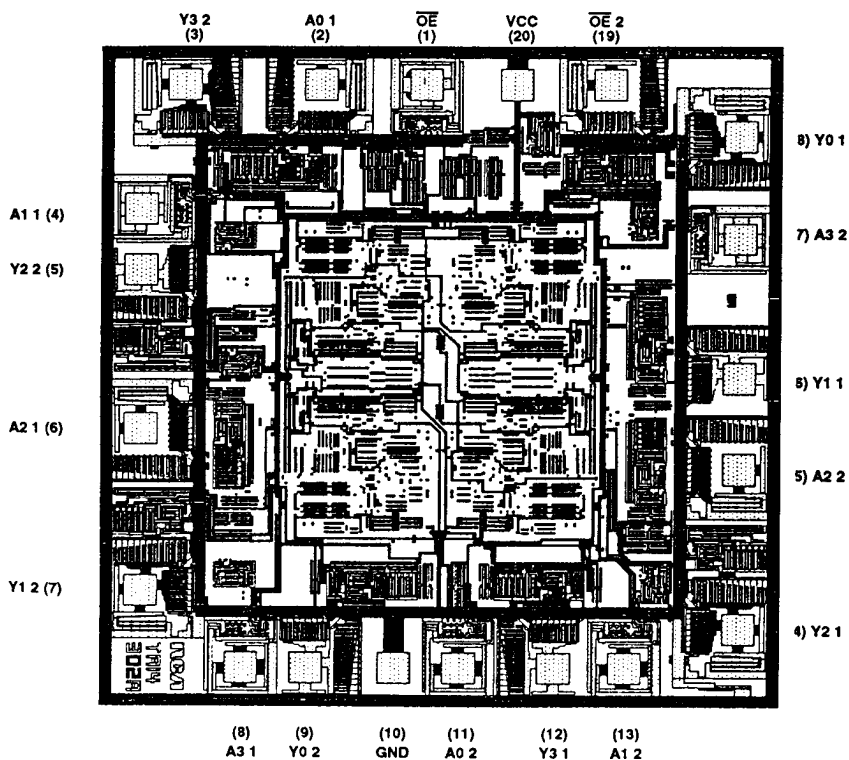 Y3 2
(3)
A0 1
(2)
OE
(1)
VCC
(20)
OE 2
(19)
8) Y0 1
A1 1 (4)
7) A3 2
Y2 2 (5)
6) Y1 1
A2 1 (6)
5) A2 2
Y1 2 (7)
4) Y2 1
RCA
TA14
302A
(8)
A3 1
(9)
Y0 2
(10)
GND
(11)
A0 2
(12)
Y3 1
(13)
A1 2